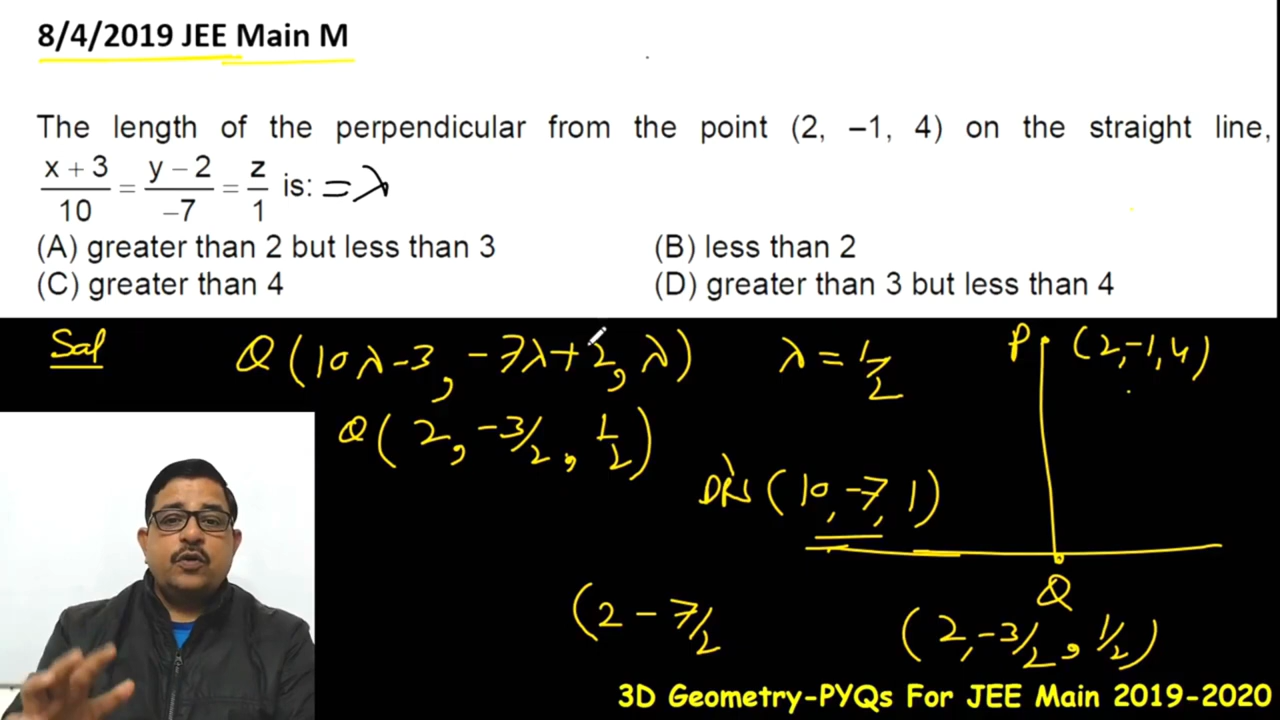 8/4/2019 JEE Main M
The length of the perpendicular from the point (2, –1, 4) on the straight line,
x + 3 / 10 = y – 2 / –7 = z / 1 is: = λ
(A) greater than 2 but less than 3 (B) less than 2
(C) greater than 4 (D) greater than 3 but less than 4
Sol Q(10λ-3, -7λ+2, λ) λ = 1/2 P (2,-1,4)
Q(2, -3/2, 1/2)
DR's (10, -7, 1)
Q
(2 - 7/2 (2, -3/2, 1/2)
3D Geometry-PYQs For JEE Main 2019-2020